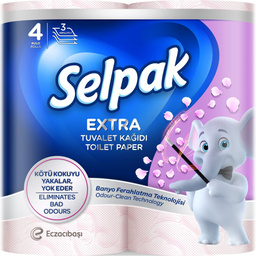 4
RULO
ROLLS
3
Selpak
EXTRA
TUVALET KAĞIDI
TOILET PAPER
KÖTÜ KOKUYU
YAKALAR,
YOK EDER
ELIMINATES
BAD
ODOURS
Banyo Ferahlatma Teknolojisi
Odour-Clean Technology
Eczacıbaşı